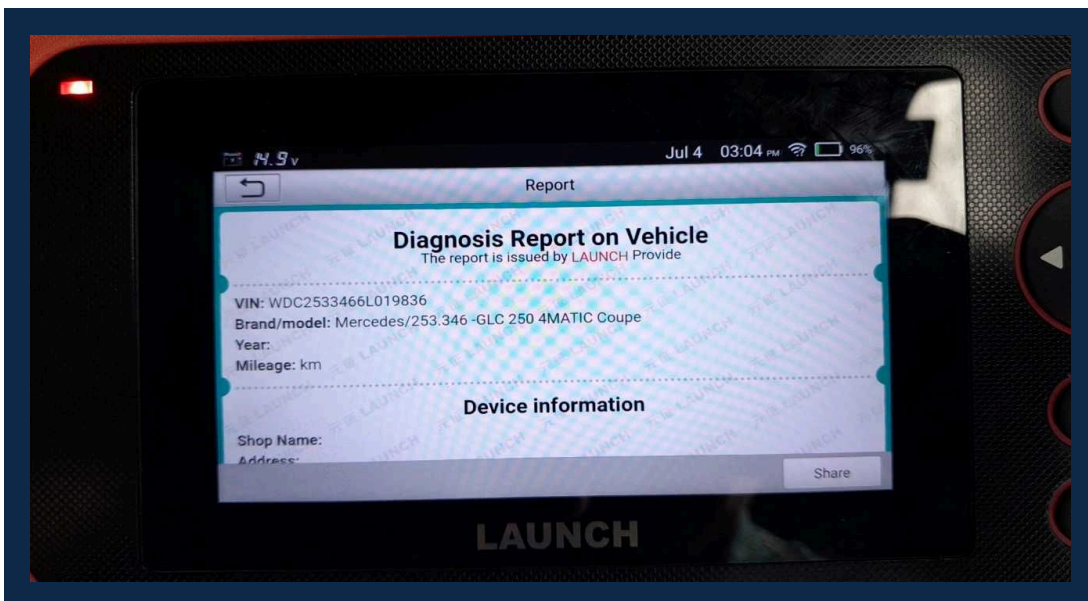 14.9 v
Jul 4 03:04 PM 96%
Report
Diagnosis Report on Vehicle
The report is issued by LAUNCH Provide
VIN: WDC2533466L019836
Brand/model: Mercedes/253.346 -GLC 250 4MATIC Coupe
Year:
Mileage: km
Device information
Shop Name:
Address:
Share
LAUNCH